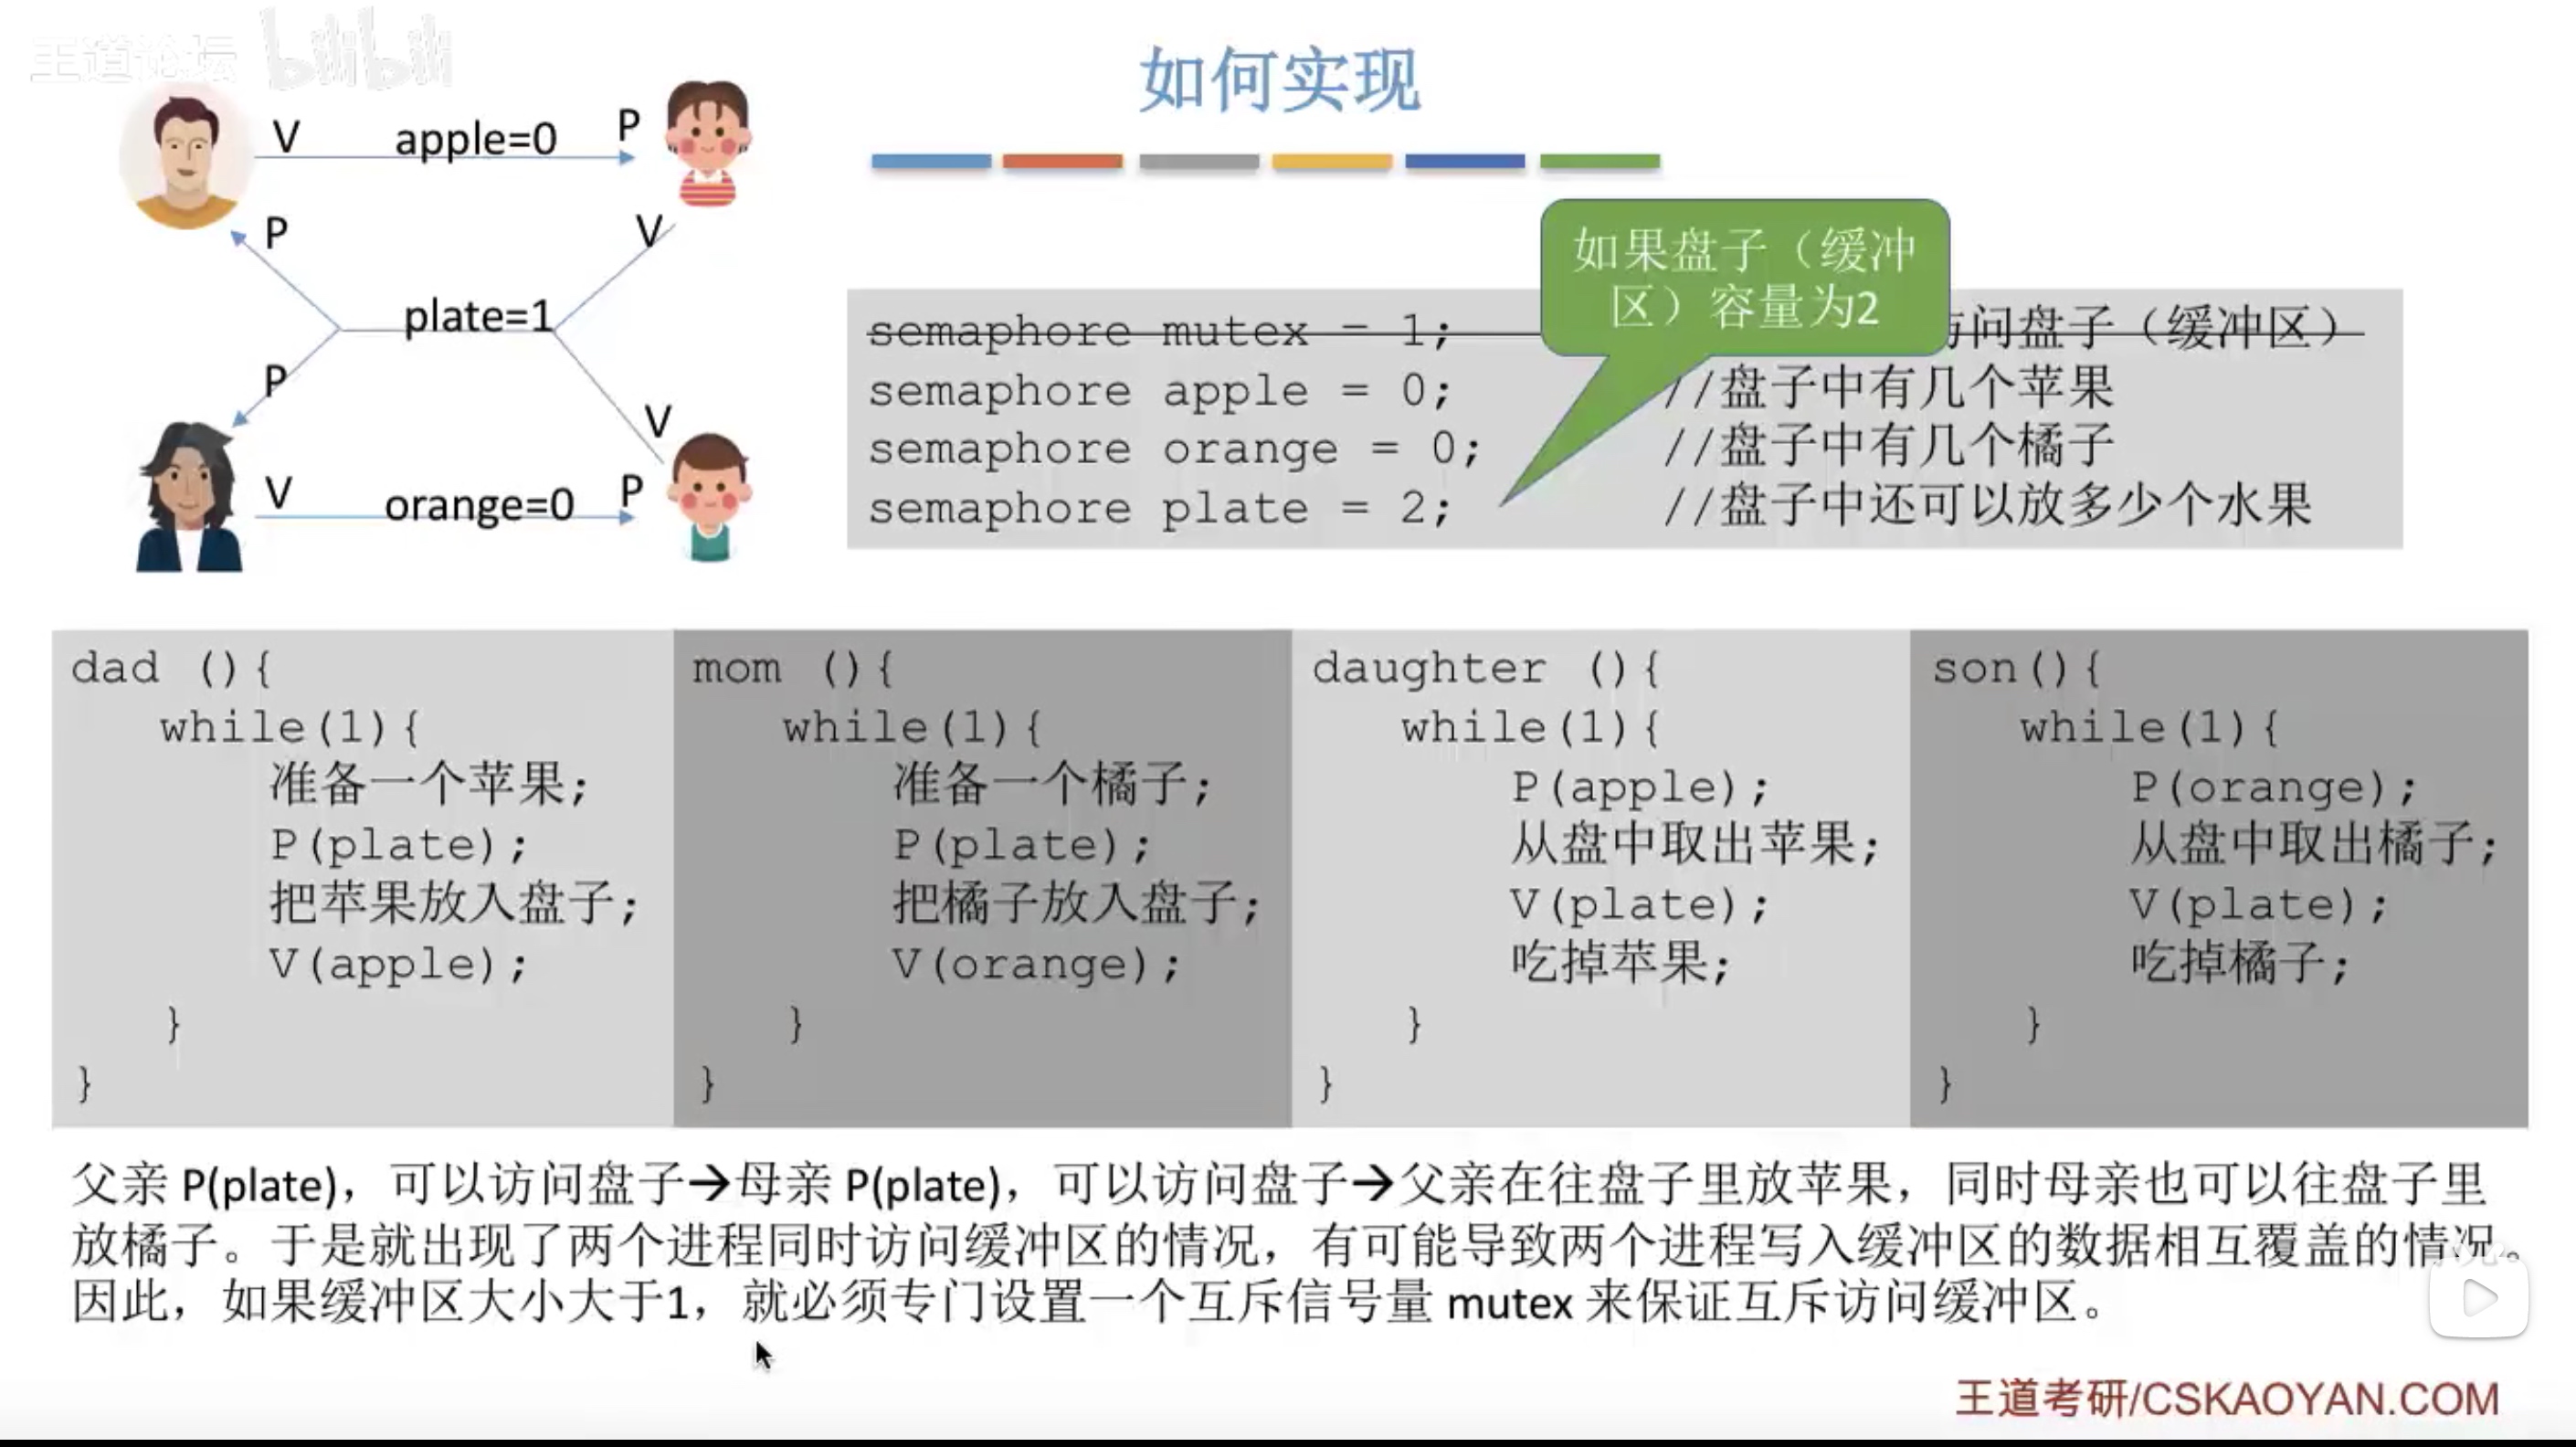 王道论坛 bilibili
如何实现
V apple=0 P
P V
plate=1
P V
V orange=0 P
如果盘子（缓冲
区）容量为2
semaphore mutex = 1; 问盘子（缓冲区）
semaphore apple = 0; //盘子中有几个苹果
semaphore orange = 0; //盘子中有几个橘子
semaphore plate = 2; //盘子中还可以放多少个水果
dad (){
while(1){
准备一个苹果;
P(plate);
把苹果放入盘子;
V(apple);
}
}
mom (){
while(1){
准备一个橘子;
P(plate);
把橘子放入盘子;
V(orange);
}
}
daughter (){
while(1){
P(apple);
从盘中取出苹果;
V(plate);
吃掉苹果;
}
}
son(){
while(1){
P(orange);
从盘中取出橘子;
V(plate);
吃掉橘子;
}
}
父亲 P(plate)，可以访问盘子→母亲 P(plate)，可以访问盘子→父亲在往盘子里放苹果，同时母亲也可以往盘子里
放橘子。于是就出现了两个进程同时访问缓冲区的情况，有可能导致两个进程写入缓冲区的数据相互覆盖的情况。
因此，如果缓冲区大小大于1，就必须专门设置一个互斥信号量 mutex 来保证互斥访问缓冲区。
王道考研/CSKAOYAN.COM